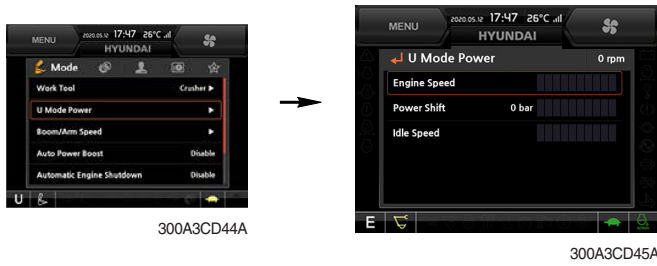 MENU
2020.05.12 17:47 26°C .ıl
HYUNDAI
Mode
Work Tool Crusher ▶
U Mode Power ▶
Boom/Arm Speed ▶
Auto Power Boost Disable
Automatic Engine Shutdown Disable
U
300A3CD44A
MENU
2020.05.12 17:47 26°C .ıl
HYUNDAI
U Mode Power 0 rpm
Engine Speed
Power Shift 0 bar
Idle Speed
E
300A3CD45A